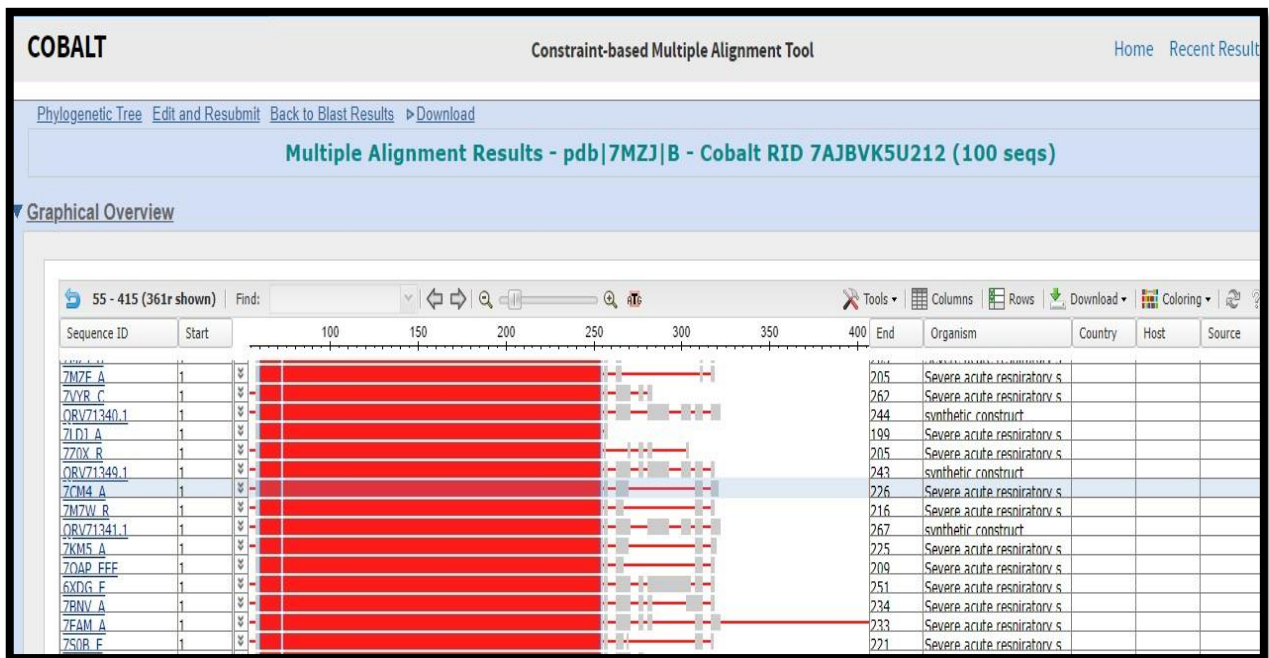 COBALT Constraint-based Multiple Alignment Tool Home Recent Result
Phylogenetic Tree Edit and Resubmit Back to Blast Results Download
Multiple Alignment Results - pdb|7MZJ|B - Cobalt RID 7AJBVK5U212 (100 seqs)
Graphical Overview
55 - 415 (361r shown) Find: Tools Columns Rows Download Coloring
Sequence ID Start 100 150 200 250 300 350 400 End Organism Country Host Source
7MZF_A 1 205 Severe acute respiratory s
7VYR_C 1 262 Severe acute respiratory s
QRV71340.1 1 244 synthetic construct
7LDJ_A 1 199 Severe acute respiratory s
7Z0X_R 1 205 Severe acute respiratory s
QRV71349.1 1 243 synthetic construct
7CM4_A 1 226 Severe acute respiratory s
7M7W_R 1 216 Severe acute respiratory s
QRV71341.1 1 267 synthetic construct
7KM5_A 1 225 Severe acute respiratory s
7OAP_EEE 1 209 Severe acute respiratory s
6XDG_E 1 251 Severe acute respiratory s
7BNV_A 1 234 Severe acute respiratory s
7EAM_A 1 233 Severe acute respiratory s
7S0B_E 1 221 Severe acute respiratory s